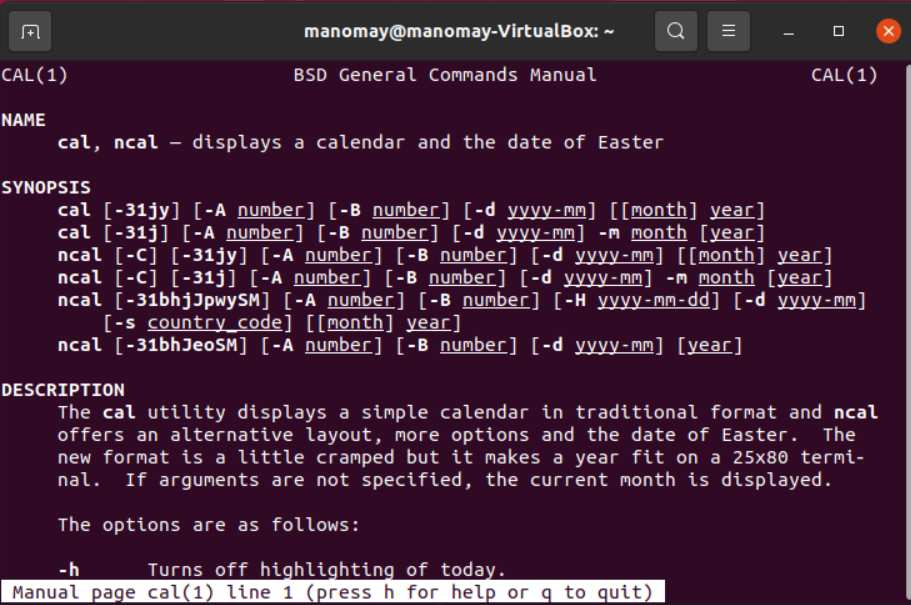 manomay@manomay-VirtualBox: ~
CAL(1) BSD General Commands Manual CAL(1)
NAME
cal, ncal — displays a calendar and the date of Easter
SYNOPSIS
cal [-31jy] [-A number] [-B number] [-d yyyy-mm] [[month] year]
cal [-31j] [-A number] [-B number] [-d yyyy-mm] -m month [year]
ncal [-C] [-31jy] [-A number] [-B number] [-d yyyy-mm] [[month] year]
ncal [-C] [-31j] [-A number] [-B number] [-d yyyy-mm] -m month [year]
ncal [-31bhjJpwySM] [-A number] [-B number] [-H yyyy-mm-dd] [-d yyyy-mm]
[-s country_code] [[month] year]
ncal [-31bhJeoSM] [-A number] [-B number] [-d yyyy-mm] [year]
DESCRIPTION
The cal utility displays a simple calendar in traditional format and ncal
offers an alternative layout, more options and the date of Easter.  The
new format is a little cramped but it makes a year fit on a 25x80 termi-
nal.  If arguments are not specified, the current month is displayed.
The options are as follows:
-h Turns off highlighting of today.
Manual page cal(1) line 1 (press h for help or q to quit)